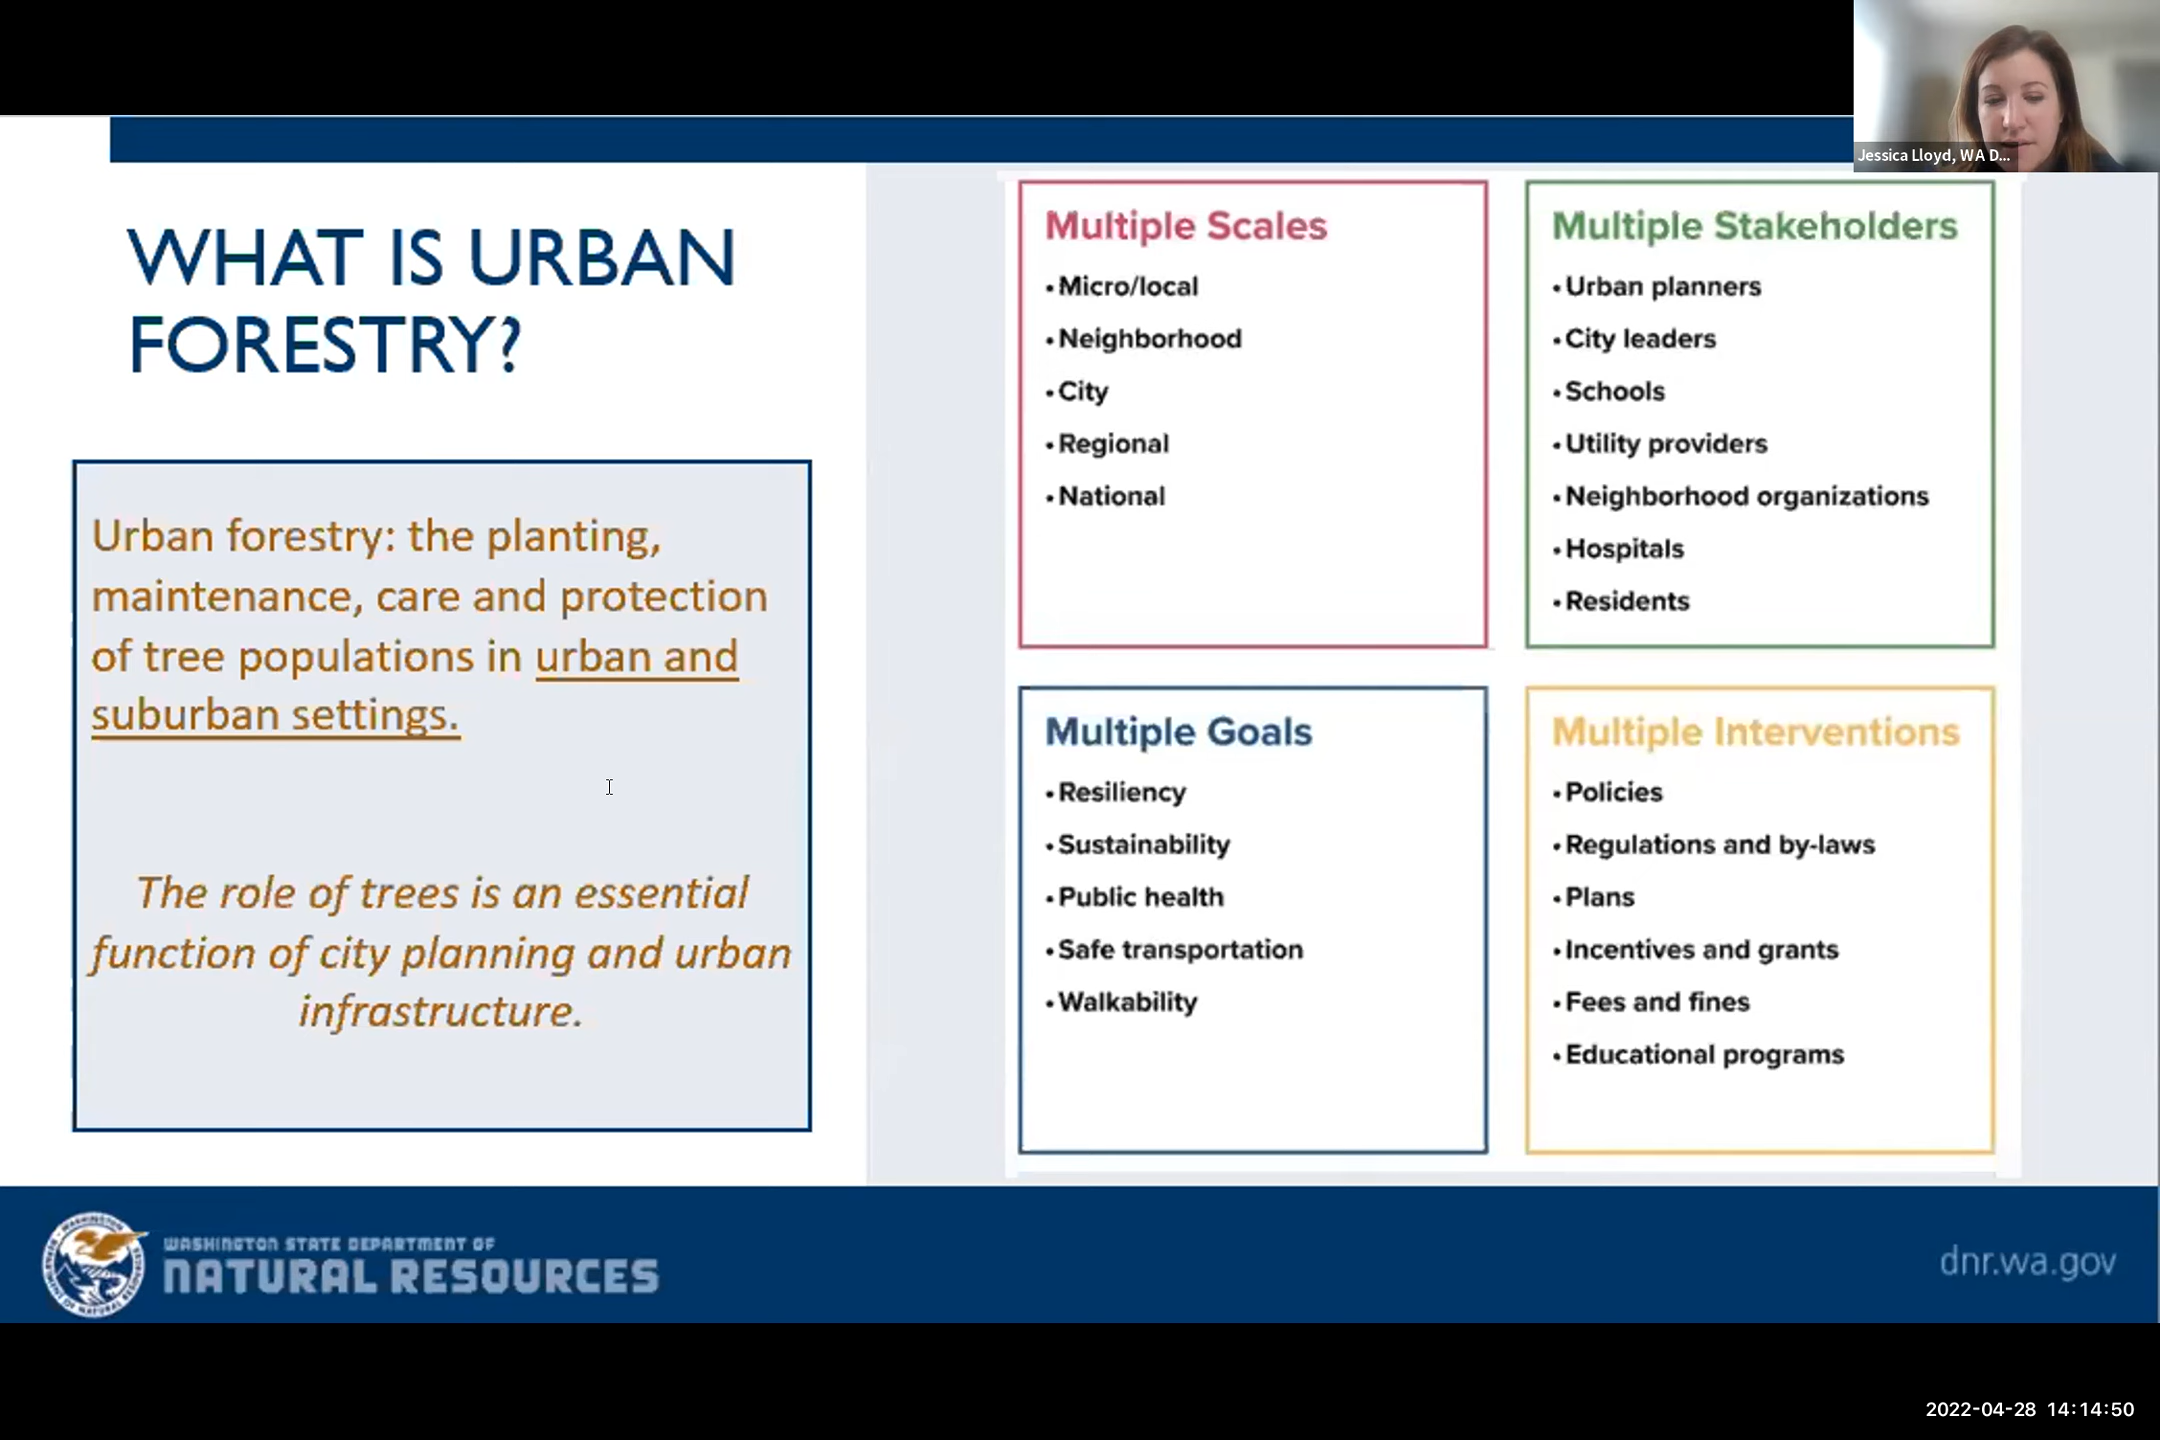 Jessica Lloyd, WA D...
WHAT IS URBAN
FORESTRY?
Urban forestry: the planting,
maintenance, care and protection
of tree populations in urban and
suburban settings.
The role of trees is an essential
function of city planning and urban
infrastructure.
Multiple Scales
•Micro/local
•Neighborhood
•City
•Regional
•National
Multiple Stakeholders
•Urban planners
•City leaders
•Schools
•Utility providers
•Neighborhood organizations
•Hospitals
•Residents
Multiple Goals
•Resiliency
•Sustainability
•Public health
•Safe transportation
•Walkability
Multiple Interventions
•Policies
•Regulations and by-laws
•Plans
•Incentives and grants
•Fees and fines
•Educational programs
WASHINGTON STATE DEPARTMENT OF
NATURAL RESOURCES
dnr.wa.gov
2022-04-28 14:14:50